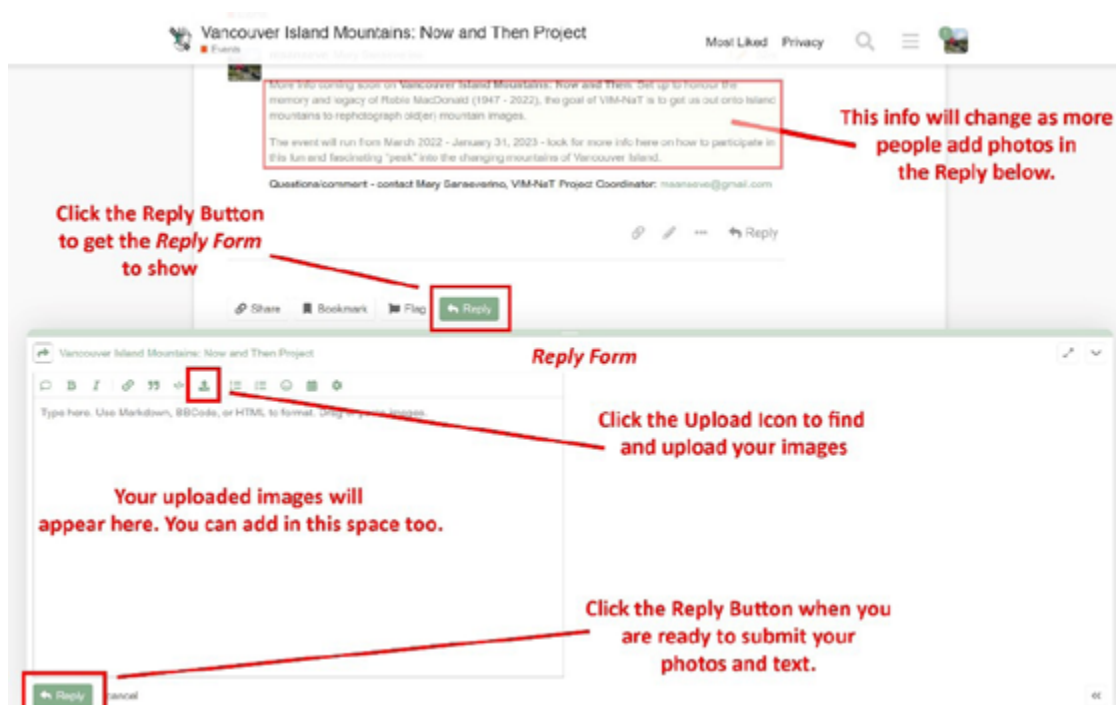 Vancouver Island Mountains: Now and Then Project
Events
Most Liked Privacy
More info coming soon on Vancouver Island Mountains: Now and Then. Set up to honour the
memory and legacy of Robie MacDonald (1947 - 2022), the goal of VIM-NaT is to get us out onto Island
mountains to rephotograph old(er) mountain images.
The event will run from March 2022 - January 31, 2023 - look for more info here on how to participate in
this fun and fascinating "peek" into the changing mountains of Vancouver Island.
Questions/comment - contact Mary Sanseverino, VIM-NaT Project Coordinator: msanseve@gmail.com
This info will change as more
people add photos in
the Reply below.
Click the Reply Button
to get the Reply Form
to show
Reply
Share Bookmark Flag Reply
Vancouver Island Mountains: Now and Then Project
Reply Form
B I
Type here. Use Markdown, BBCode, or HTML to format. Drag or paste images.
Click the Upload Icon to find
and upload your images
Your uploaded images will
appear here. You can add in this space too.
Click the Reply Button when you
are ready to submit your
photos and text.
Reply cancel